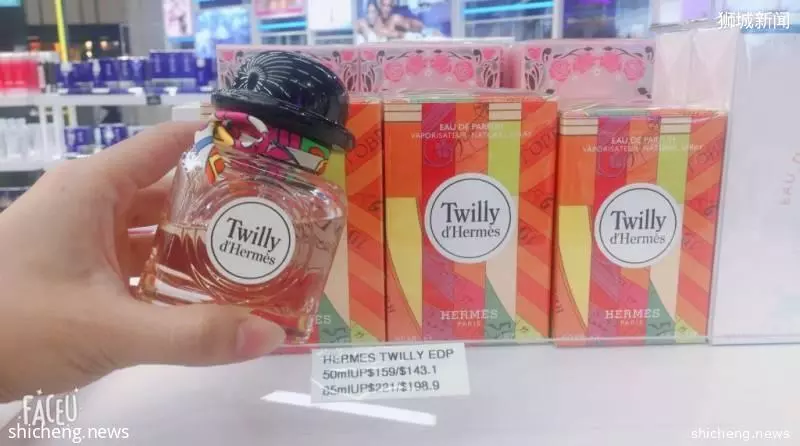 狮城新闻
Twilly
d'Hermès
EAU DE PARFUM
VAPORISATEUR NATURAL SPRAY
Twilly
d'Hermès
HERMÈS
PARIS
EAU DE PARFUM
VAPORISATEUR NATURAL SPRAY
Twilly
d'Hermès
HERMÈS
PARIS
HERMES TWILLY EDP
50mlUP$159/$143.1
85mlUP$221/$198.9
FACEU
shicheng.news
shicheng.news